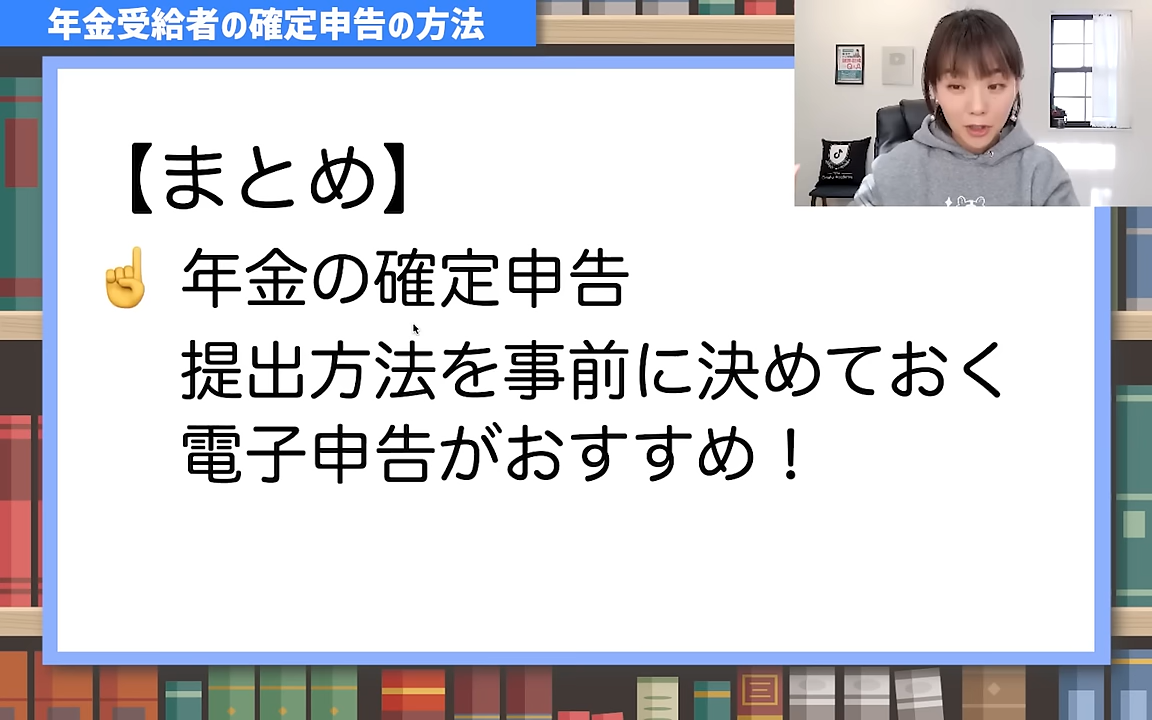 年金受給者の確定申告の方法
【まとめ】
☝ 年金の確定申告
提出方法を事前に決めておく
電子申告がおすすめ！